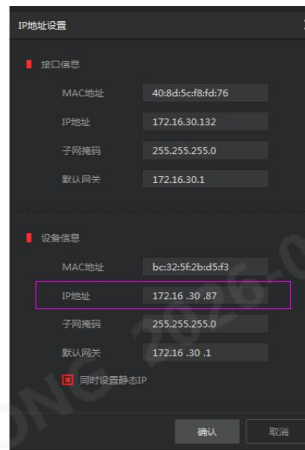 IP地址设置
接口信息
MAC地址 40:8d:5c:f8:fd:76
IP地址 172.16.30.132
子网掩码 255.255.255.0
默认网关 172.16.30.1
设备信息
MAC地址 bc:32:5f:2b:d5:f3
IP地址 172.16 .30 .87
子网掩码 255.255.255.0
默认网关 172.16 .30 .1
同时设置静态IP
确认 取消